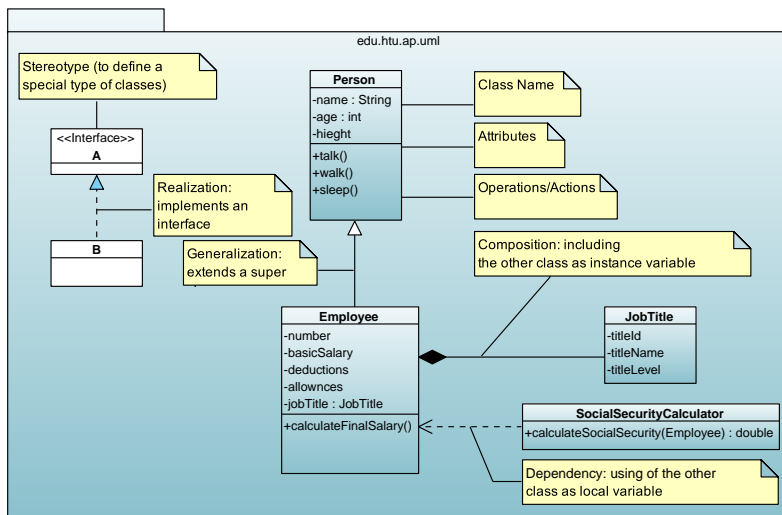 edu.htu.ap.uml
Stereotype (to define a
special type of classes)
<<Interface>>
A
Realization:
implements an
interface
B
Generalization:
extends a super
Person
-name : String
-age : int
-hieght
+talk()
+walk()
+sleep()
Class Name
Attributes
Operations/Actions
Composition: including
the other class as instance variable
Employee
-number
-basicSalary
-deductions
-allownces
-jobTitle : JobTitle
+calculateFinalSalary()
JobTitle
-titleId
-titleName
-titleLevel
SocialSecurityCalculator
+calculateSocialSecurity(Employee) : double
Dependency: using of the other
class as local variable